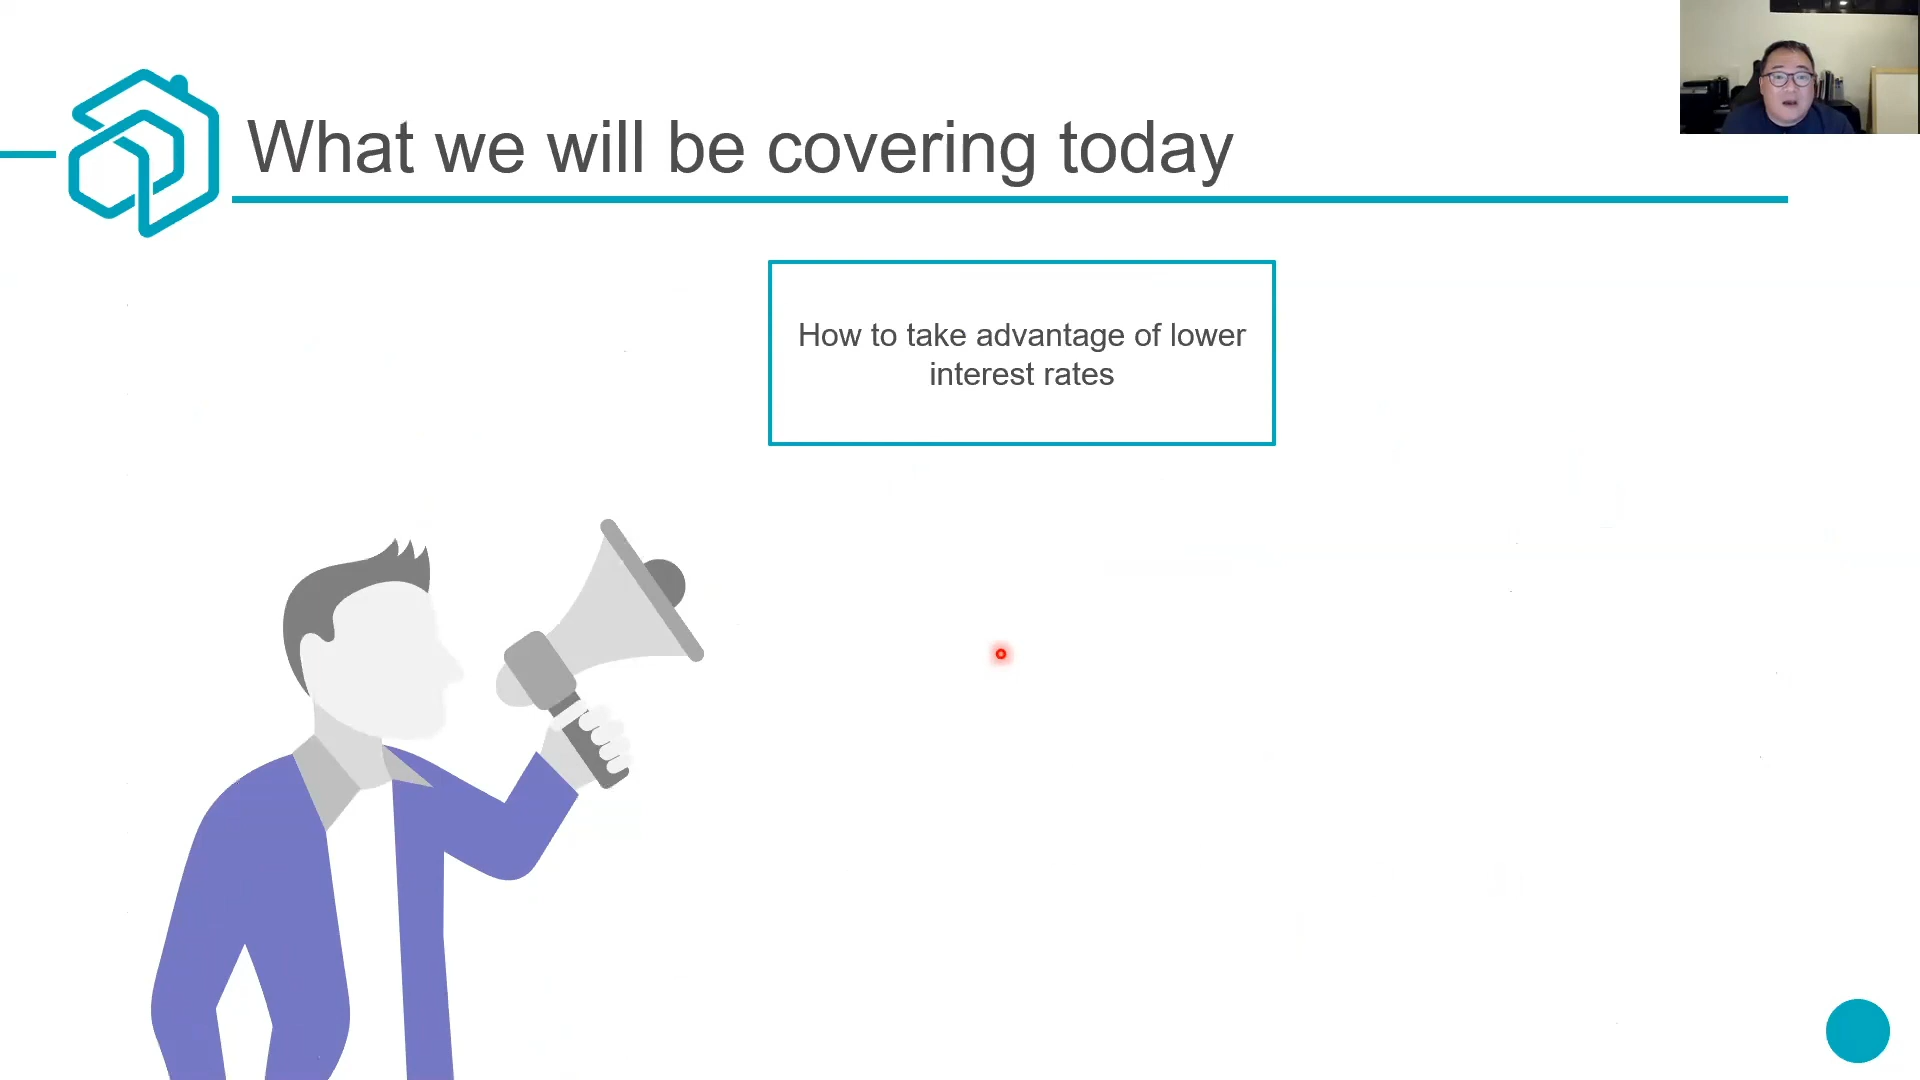 What we will be covering today
How to take advantage of lower
interest rates